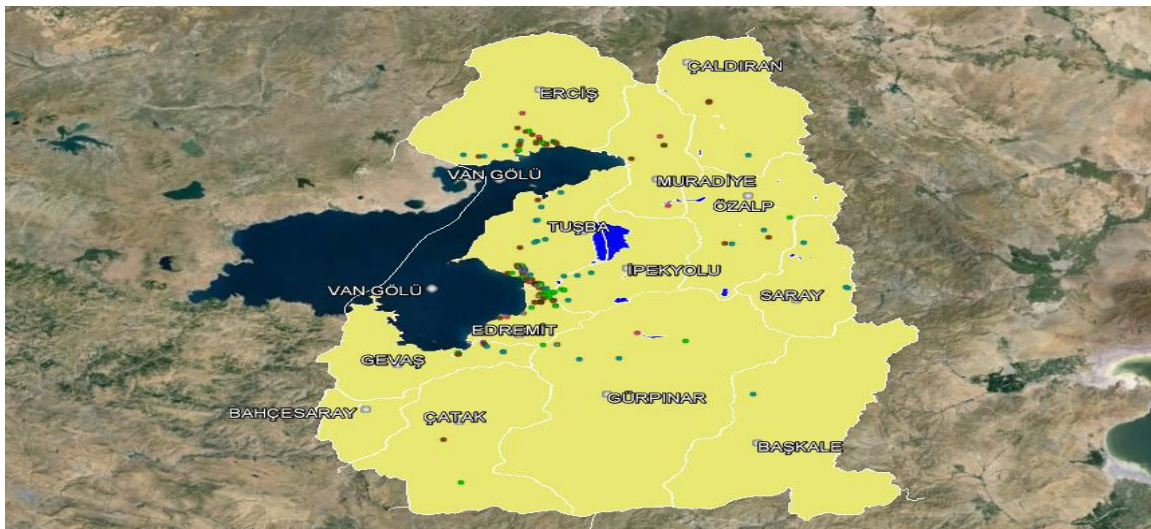 ÇALDIRAN
ERCİŞ
VAN GÖLÜ
MURADİYE
ÖZALP
TUŞBA
İPEKYOLU
VAN GÖLÜ
SARAY
EDREMİT
GEVAŞ
GÜRPINAR
BAHÇESARAY
ÇATAK
BAŞKALE